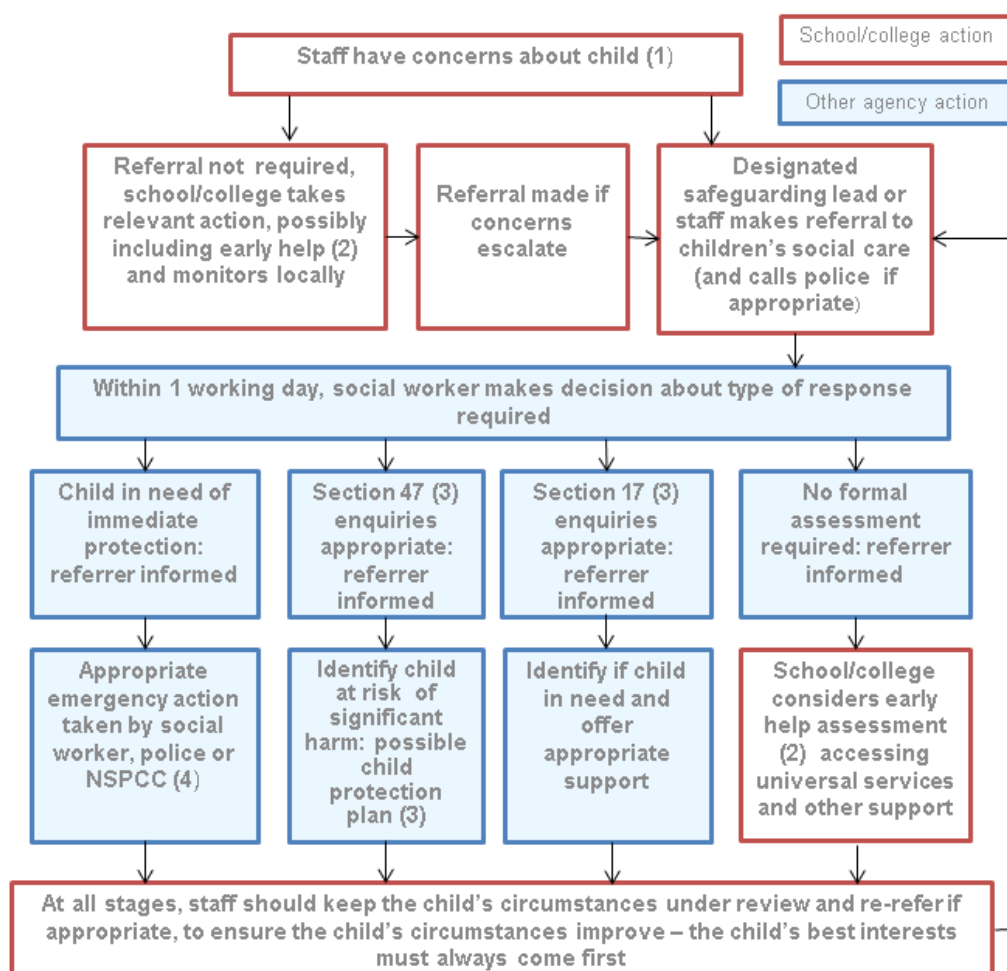 School/college action
Staff have concerns about child (1)
Other agency action
Referral not required,
school/college takes
relevant action, possibly
including early help (2)
and monitors locally
Referral made if
concerns
escalate
Designated
safeguarding lead or
staff makes referral to
children's social care
(and calls police if
appropriate)
Within 1 working day, social worker makes decision about type of response
required
Child in need of
immediate
protection:
referrer informed
Section 47 (3)
enquiries
appropriate:
referrer
informed
Section 17 (3)
enquiries
appropriate:
referrer
informed
No formal
assessment
required: referrer
informed
Appropriate
emergency action
taken by social
worker, police or
NSPCC (4)
Identify child
at risk of
significant
harm: possible
child
protection
plan (3)
Identify if child
in need and
offer
appropriate
support
School/college
considers early
help assessment
(2) accessing
universal services
and other support
At all stages, staff should keep the child's circumstances under review and re-refer if
appropriate, to ensure the child's circumstances improve – the child's best interests
must always come first